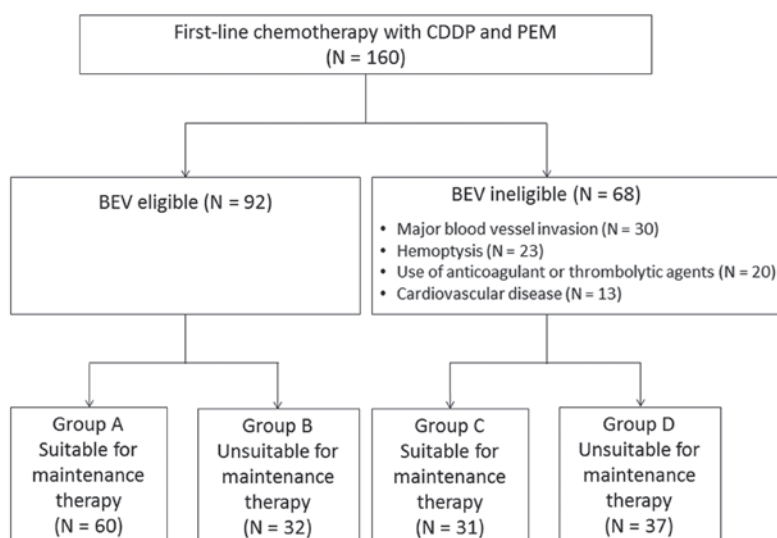 First-line chemotherapy with CDDP and PEM
(N = 160)
BEV eligible (N = 92)
BEV ineligible (N = 68)
• Major blood vessel invasion (N = 30)
• Hemoptysis (N = 23)
• Use of anticoagulant or thrombolytic agents (N = 20)
• Cardiovascular disease (N = 13)
Group A
Suitable for
maintenance
therapy
(N = 60)
Group B
Unsuitable for
maintenance
therapy
(N = 32)
Group C
Suitable for
maintenance
therapy
(N = 31)
Group D
Unsuitable for
maintenance
therapy
(N = 37)